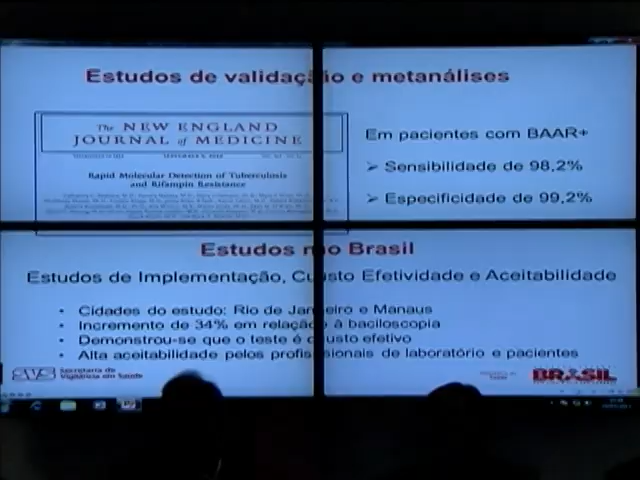 Estudos de validação e metanálises
The NEW ENGLAND
JOURNAL of MEDICINE
Rapid Molecular Detection of Tuberculosis
and Rifampin Resistance
Em pacientes com BAAR+
➢ Sensibilidade de 98,2%
➢ Especificidade de 99,2%
Estudos no Brasil
Estudos de Implementação, Custo Efetividade e Aceitabilidade
• Cidades do estudo: Rio de Janeiro e Manaus
• Incremento de 34% em relação à baciloscopia
• Demonstrou-se que o teste é custo efetivo
• Alta aceitabilidade pelos profissionais de laboratório e pacientes
SVS Secretaria de
Vigilância em Saúde
BRASIL